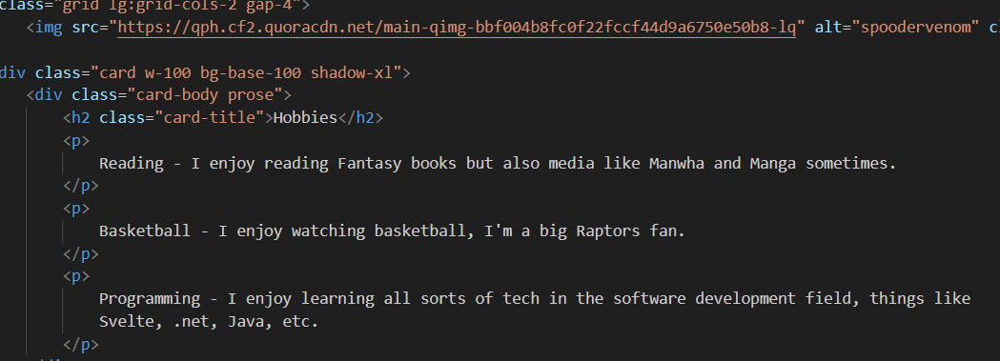 class="grid lg:grid-cols-2 gap-4">
<img src="https://qph.cf2.quoracdn.net/main-qimg-bbf004b8fc0f22fccf44d9a6750e50b8-lq" alt="spoodervenom" cl
div class="card w-100 bg-base-100 shadow-xl">
<div class="card-body prose">
<h2 class="card-title">Hobbies</h2>
<p>
Reading - I enjoy reading Fantasy books but also media like Manwha and Manga sometimes.
</p>
<p>
Basketball - I enjoy watching basketball, I'm a big Raptors fan.
</p>
<p>
Programming - I enjoy learning all sorts of tech in the software development field, things like
Svelte, .net, Java, etc.
</p>